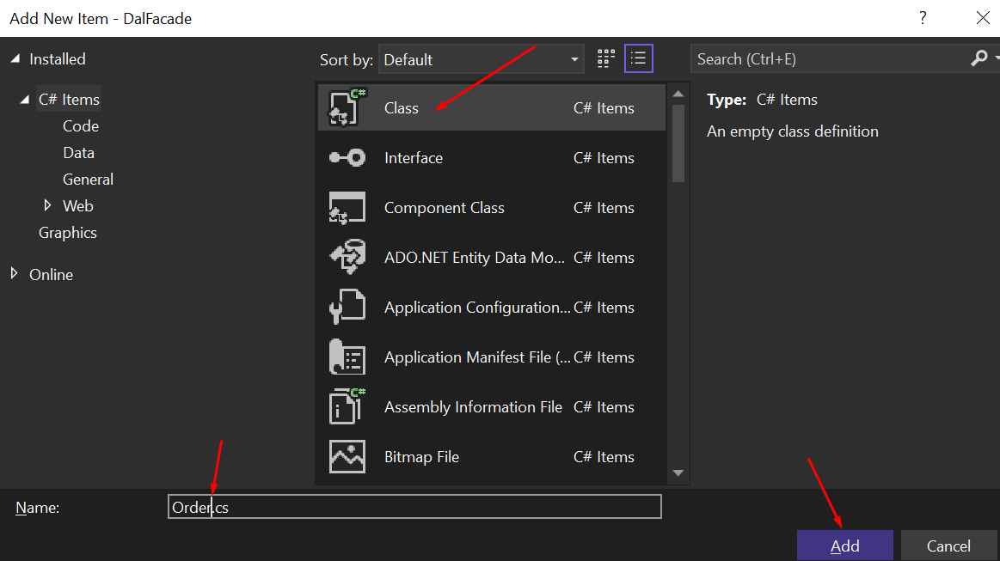 Add New Item - DalFacade
?
Installed
C# Items
Code
Data
General
Web
Graphics
Online
Sort by: Default
C# Class C# Items
Interface C# Items
Component Class C# Items
ADO.NET Entity Data Mo... C# Items
Application Configuration... C# Items
Application Manifest File (... C# Items
C# Assembly Information File C# Items
Bitmap File C# Items
Search (Ctrl+E)
Type: C# Items
An empty class definition
Name: Order.cs
Add Cancel